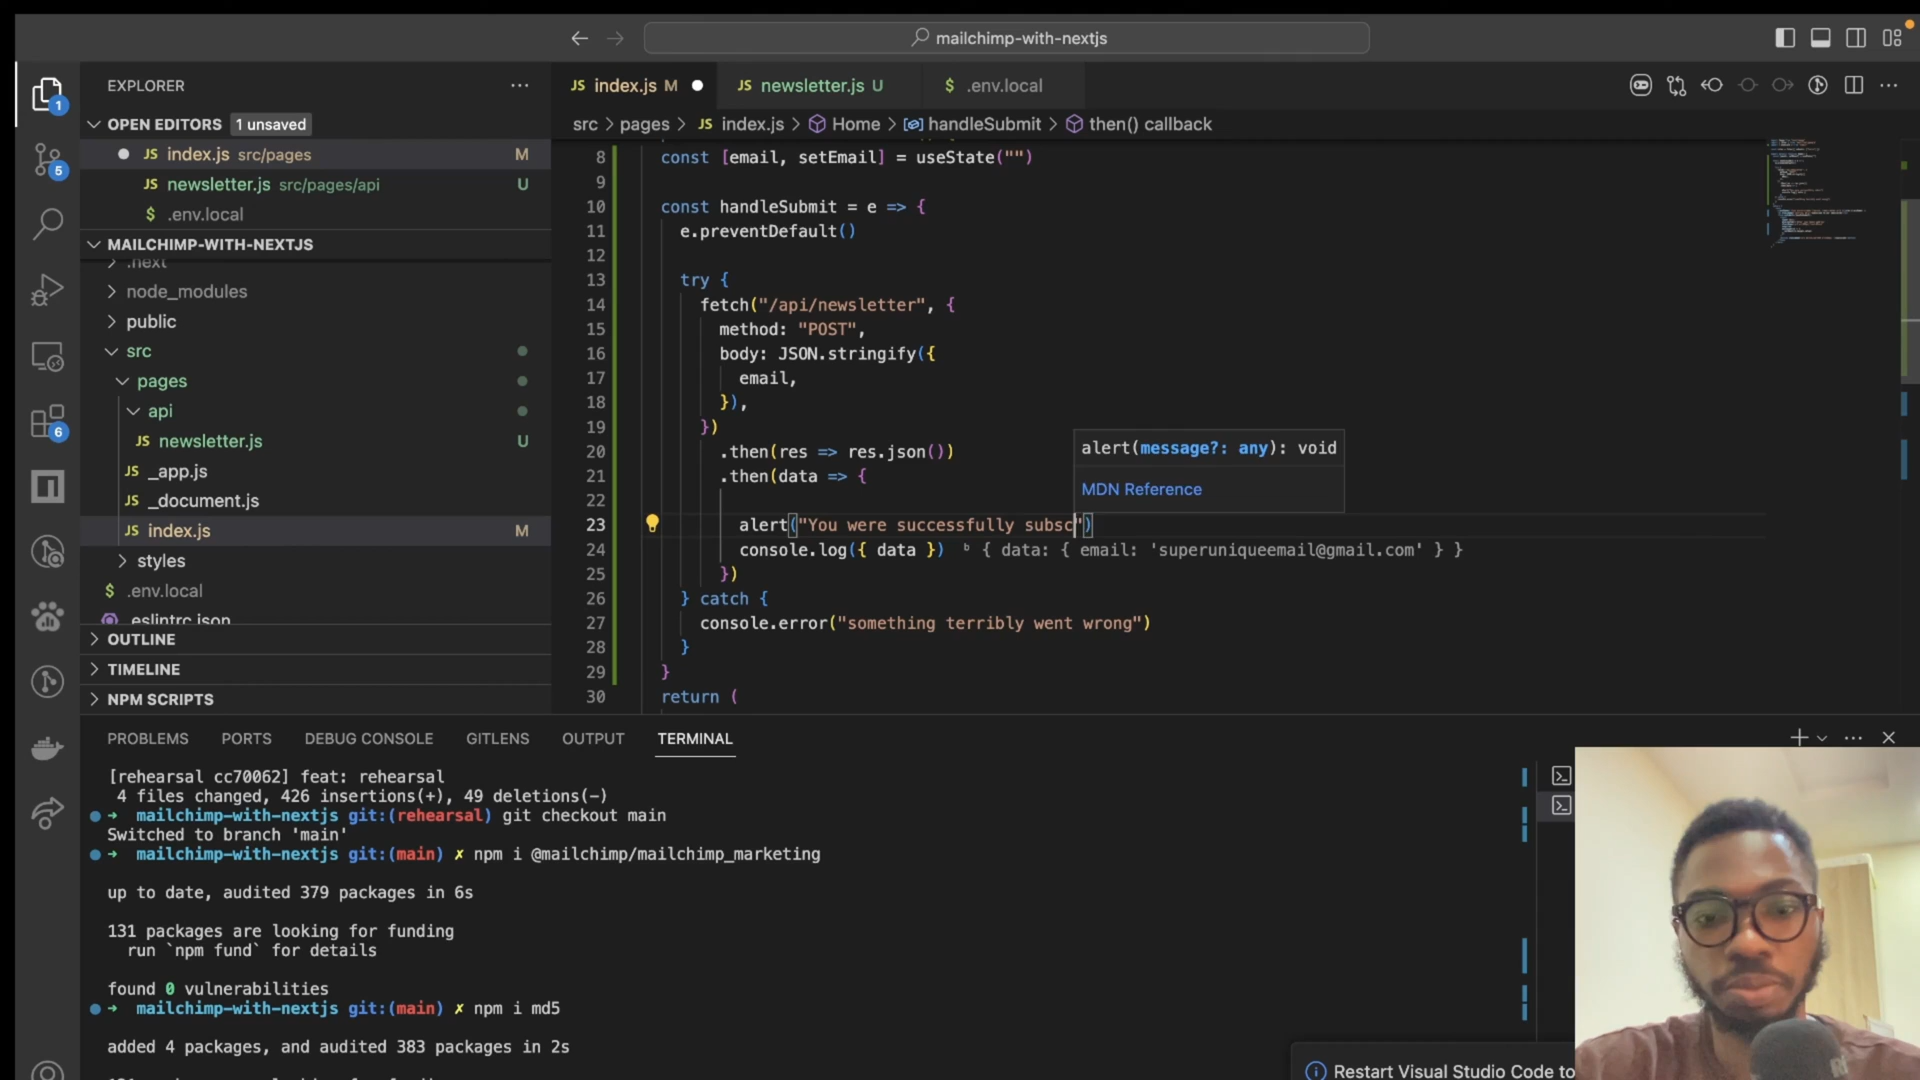 mailchimp-with-nextjs
EXPLORER
index.js M
newsletter.js U
$ .env.local
OPEN EDITORS 1 unsaved
src > pages > JS index.js > Home > handleSubmit > then() callback
JS index.js src/pages M
JS newsletter.js src/pages/api U
$ .env.local
MAILCHIMP-WITH-NEXTJS
.next
node_modules
public
src
pages
api
JS newsletter.js U
JS _app.js
JS _document.js
JS index.js M
styles
$ .env.local
.eslintrc.json
OUTLINE
TIMELINE
NPM SCRIPTS
1
5
6
8 const [email, setEmail] = useState("")
9
10 const handleSubmit = e => {
11 e.preventDefault()
12
13 try {
14 fetch("/api/newsletter", {
15 method: "POST",
16 body: JSON.stringify({
17 email,
18 }),
19 })
20 .then(res => res.json())
21 .then(data => {
22
23 alert("You were successfully subsc")
24 console.log({ data }) { data: { email: 'superuniqueemail@gmail.com' } }
25 })
26 } catch {
27 console.error("something terribly went wrong")
28 }
29 }
30 return (
alert(message?: any): void
MDN Reference
PROBLEMS PORTS DEBUG CONSOLE GITLENS OUTPUT TERMINAL
[rehearsal cc70062] feat: rehearsal
4 files changed, 426 insertions(+), 49 deletions(-)
➜ mailchimp-with-nextjs git:(rehearsal) git checkout main
Switched to branch 'main'
➜ mailchimp-with-nextjs git:(main) ✗ npm i @mailchimp/mailchimp_marketing
up to date, audited 379 packages in 6s
131 packages are looking for funding
run `npm fund` for details
found 0 vulnerabilities
➜ mailchimp-with-nextjs git:(main) ✗ npm i md5
added 4 packages, and audited 383 packages in 2s
Restart Visual Studio Code to